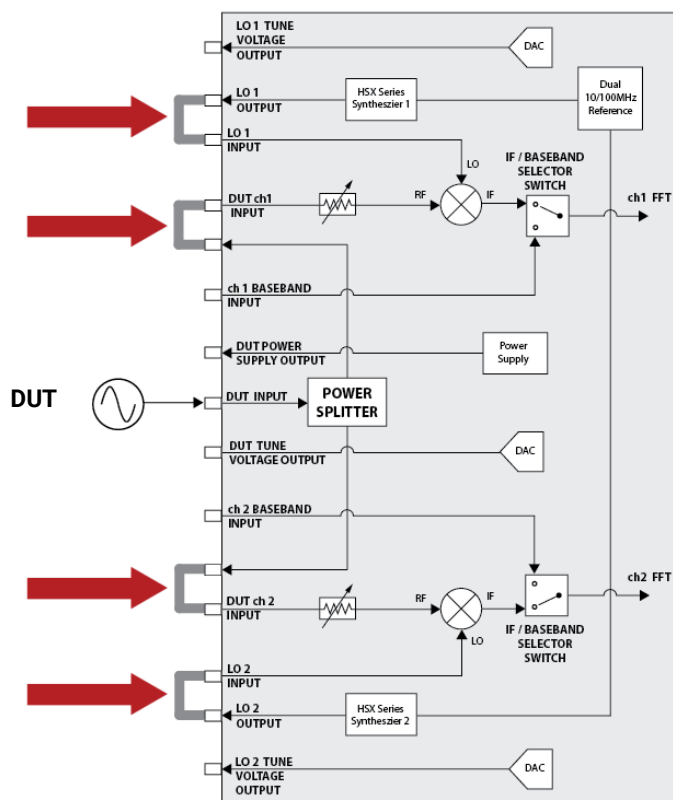 LO 1 TUNE
VOLTAGE
OUTPUT
DAC
LO 1
OUTPUT
HSX Series
Syntheszier 1
Dual
10/100MHz
Reference
LO 1
INPUT
LO
IF / BASEBAND
SELECTOR
SWITCH
DUT ch1
INPUT
RF
IF
ch1 FFT
ch 1 BASEBAND
INPUT
DUT POWER
SUPPLY OUTPUT
Power
Supply
DUT
DUT INPUT
POWER
SPLITTER
DUT TUNE
VOLTAGE OUTPUT
DAC
ch 2 BASEBAND
INPUT
ch2 FFT
DUT ch 2
INPUT
RF
IF
LO
IF / BASEBAND
SELECTOR
SWITCH
LO 2
INPUT
LO 2
OUTPUT
HSX Series
Syntheszier 2
LO 2 TUNE
VOLTAGE
OUTPUT
DAC